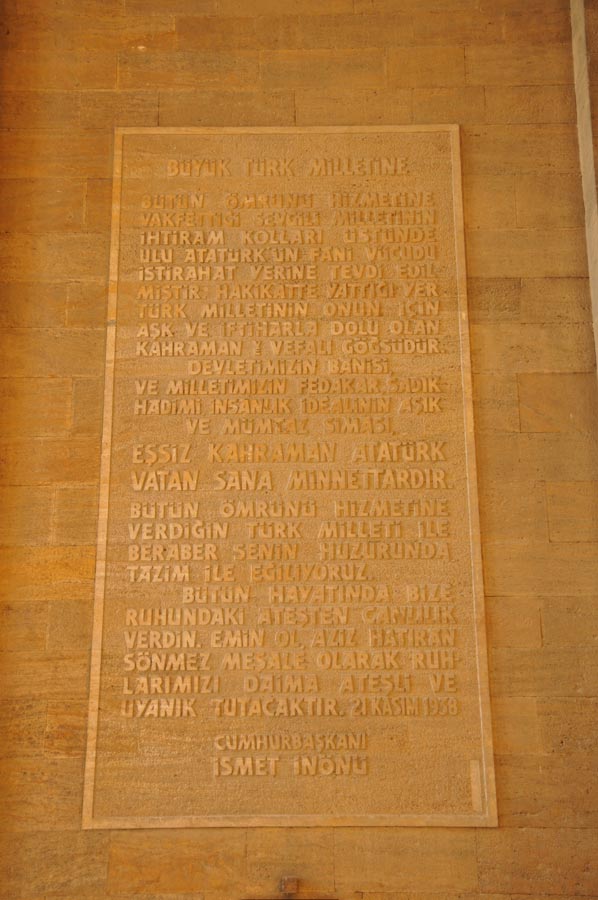 BÜYÜK TÜRK MİLLETİNE
BÜTÜN ÖMRÜNÜ HİZMETİNE
VAKFETTİĞİ SEVGİLİ MİLLETİNİN
İHTİRAM KOLLARI ÜSTÜNDE
ULU ATATÜRK'ÜN FANİ VÜCUDU
İSTİRAHAT YERİNE TEVDİ EDİL-
MİŞTİR. HAKİKATTE YATTIĞI YER
TÜRK MİLLETİNİN ONUN İÇİN
AŞK VE İFTİHARLA DOLU OLAN
KAHRAMAN VEFALI GÖĞSÜDÜR.
DEVLETİMİZİN BANİSİ,
VE MİLLETİMİZİN FEDAKAR, SADIK
HADİMİ İNSANLIK İDEALİNİN AŞIK
VE MÜMTAZ SİMASI,
EŞSİZ KAHRAMAN ATATÜRK
VATAN SANA MİNNETTARDIR.
BÜTÜN ÖMRÜNÜ HİZMETİNE
VERDİĞİN TÜRK MİLLETİ İLE
BERABER SENİN HUZURUNDA
TAZİM İLE EĞİLİYORUZ.
BÜTÜN HAYATINDA BİZE
RUHUNDAKİ ATEŞTEN CANLILIK
VERDİN. EMİN OL, AZİZ HATIRAN
SÖNMEZ MEŞALE OLARAK RUH-
LARIMIZI DAİMA ATEŞLİ VE
UYANIK TUTACAKTIR. 21 KASIM 1938
CUMHURBAŞKANI
İSMET İNÖNÜ